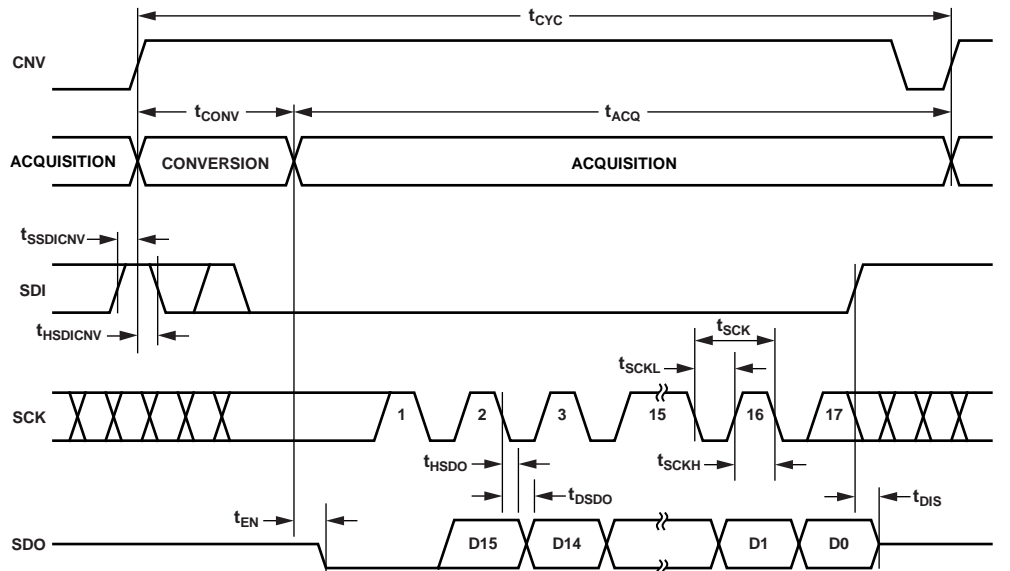 tCYC
CNV
tCONV
tACQ
ACQUISITION CONVERSION ACQUISITION
tSSDICNV
SDI
tHSDICNV
tSCK
tSCKL
SCK 1 2 3 15 16 17
tHSDO
tSCKH
tDSDO
tDIS
tEN
SDO D15 D14 D1 D0